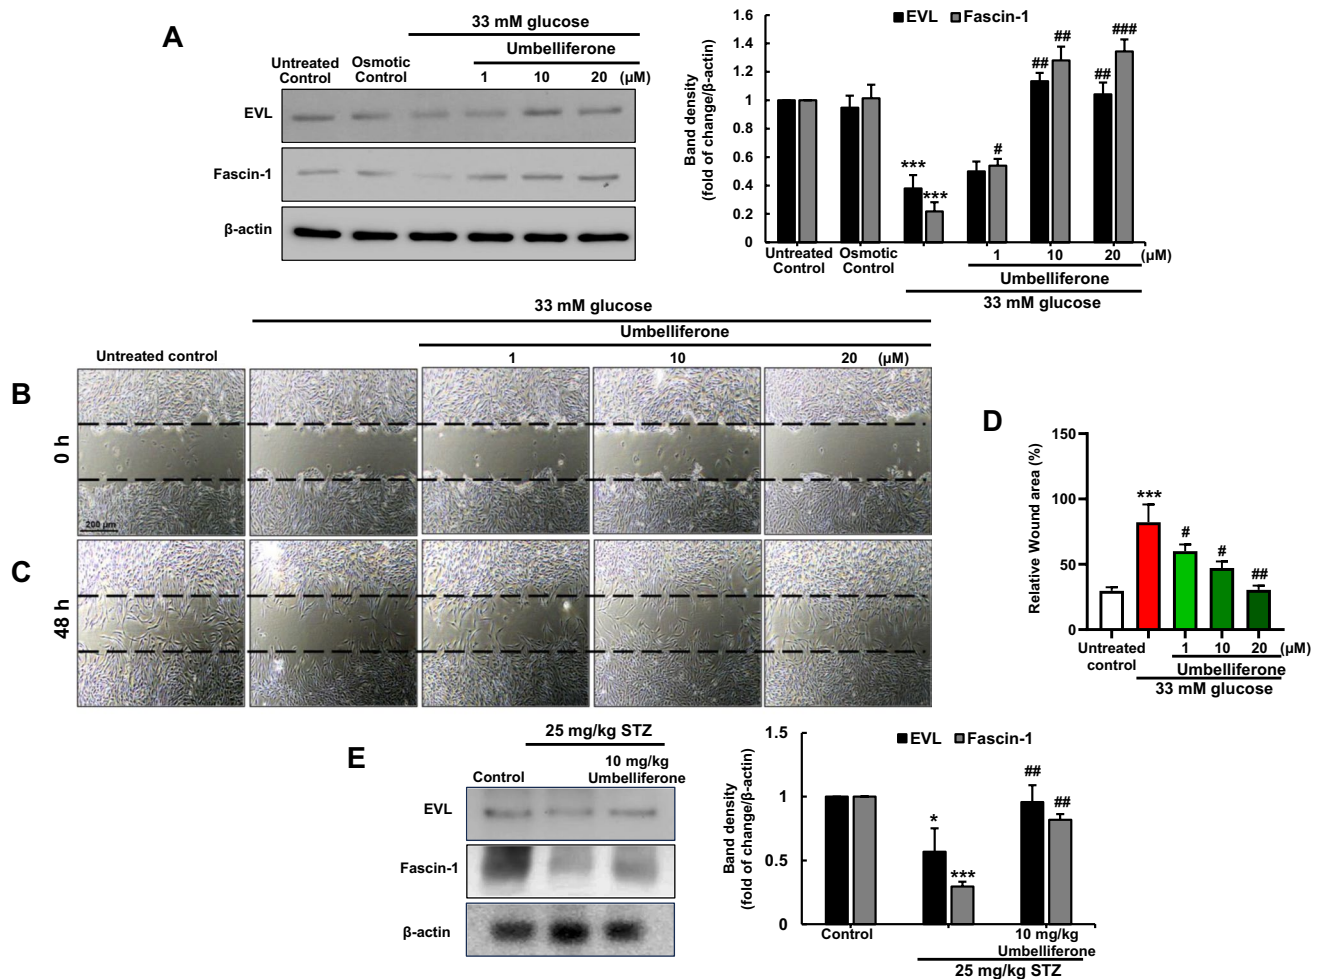 A
33 mM glucose
Umbelliferone
Untreated Control
Osmotic Control
1 10 20 (μM)
EVL
Fascin-1
β-actin
EVL Fascin-1
Band density
(fold of change/β-actin)
1.6
1.4
1.2
1
0.8
0.6
0.4
0.2
0
*** *** # ## ## ## ###
Untreated Control
Osmotic Control
1 10 20 (μM)
Umbelliferone
33 mM glucose
33 mM glucose
Umbelliferone
Untreated control
1 10 20 (μM)
B
0 h
200 μm
C
48 h
D
Relative Wound area (%)
150
100
50
0
*** # # ##
Untreated control
1 10 20 (μM)
Umbelliferone
33 mM glucose
E
25 mg/kg STZ
Control
10 mg/kg
Umbelliferone
EVL
Fascin-1
β-actin
EVL Fascin-1
Band density
(fold of change/β-actin)
1.5
1
0.5
0
* *** ## ##
Control
10 mg/kg
Umbelliferone
25 mg/kg STZ